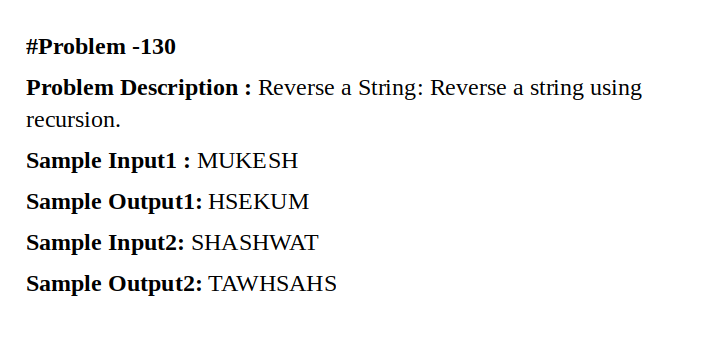 #Problem -130
Problem Description : Reverse a String: Reverse a string using
recursion.
Sample Input1 : MUKESH
Sample Output1: HSEKUM
Sample Input2: SHASHWAT
Sample Output2: TAWHSAHS